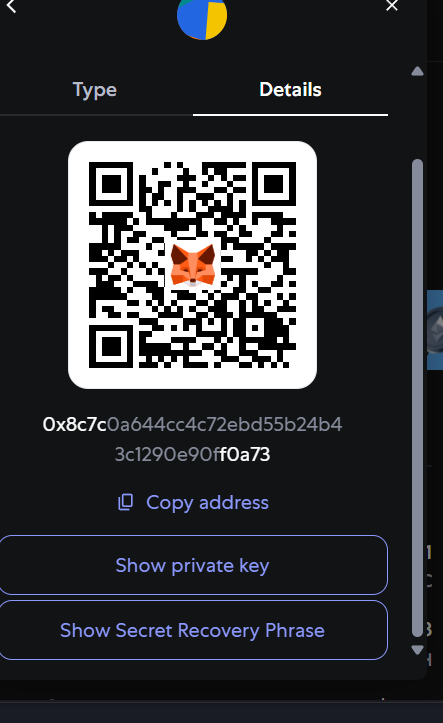 Type
Details
0x8c7c0a644cc4c72ebd55b24b4
3c1290e90ff0a73
Copy address
Show private key
Show Secret Recovery Phrase